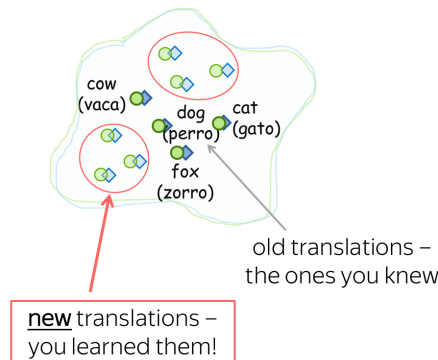 cow
(vaca)
dog
(perro)
cat
(gato)
fox
(zorro)
old translations –
the ones you knew
new translations –
you learned them!